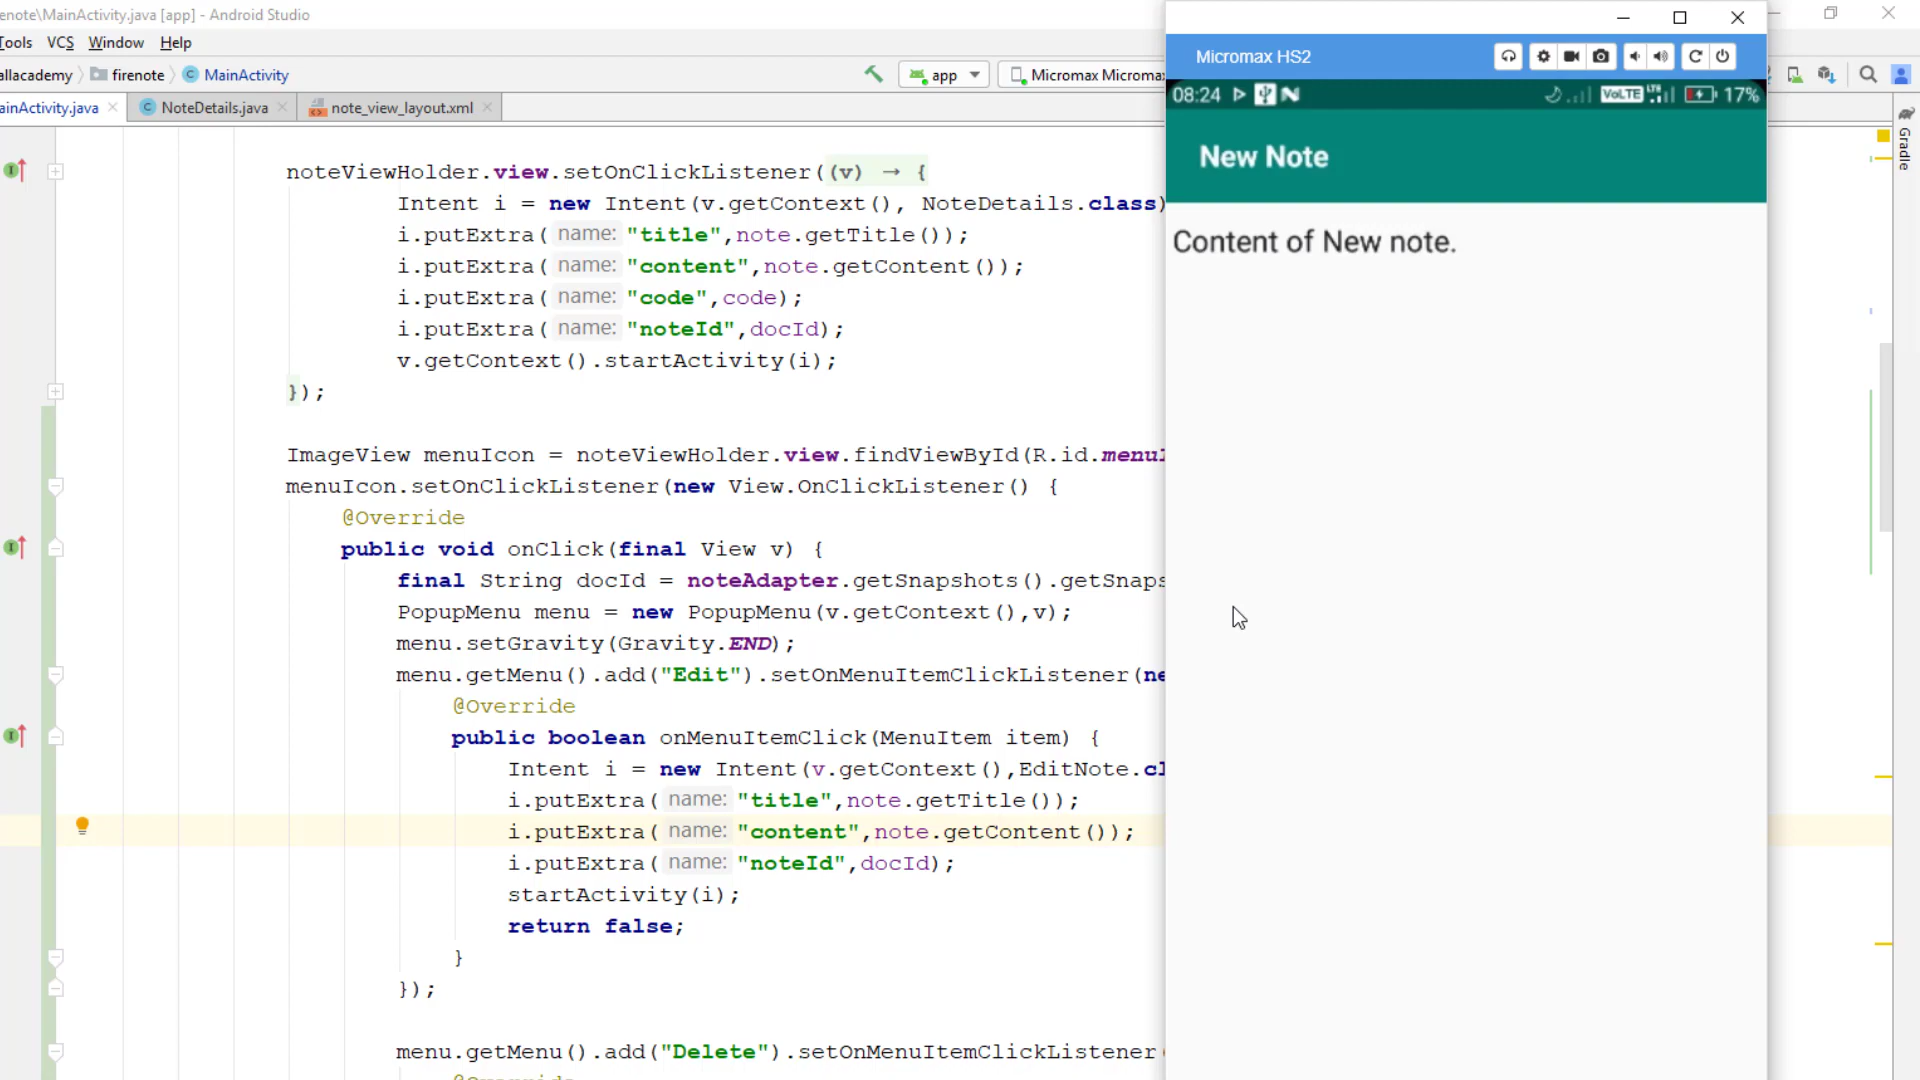 enote\MainActivity.java [app] - Android Studio
Tools VCS Window Help
allacademy firenote MainActivity
app Micromax Microma
ainActivity.java NoteDetails.java note_view_layout.xml
noteViewHolder.view.setOnClickListener((v) → {
Intent i = new Intent(v.getContext(), NoteDetails.class)
i.putExtra( name: "title",note.getTitle());
i.putExtra( name: "content",note.getContent());
i.putExtra( name: "code",code);
i.putExtra( name: "noteId",docId);
v.getContext().startActivity(i);
});
ImageView menuIcon = noteViewHolder.view.findViewById(R.id.menuI
menuIcon.setOnClickListener(new View.OnClickListener() {
@Override
public void onClick(final View v) {
final String docId = noteAdapter.getSnapshots().getSnaps
PopupMenu menu = new PopupMenu(v.getContext(),v);
menu.setGravity(Gravity.END);
menu.getMenu().add("Edit").setOnMenuItemClickListener(ne
@Override
public boolean onMenuItemClick(MenuItem item) {
Intent i = new Intent(v.getContext(),EditNote.cl
i.putExtra( name: "title",note.getTitle());
i.putExtra( name: "content",note.getContent());
i.putExtra( name: "noteId",docId);
startActivity(i);
return false;
}
});
menu.getMenu().add("Delete").setOnMenuItemClickListener(
@Override
Micromax HS2
08:24 VoLTE LTE 17%
New Note
Content of New note.
Gradle